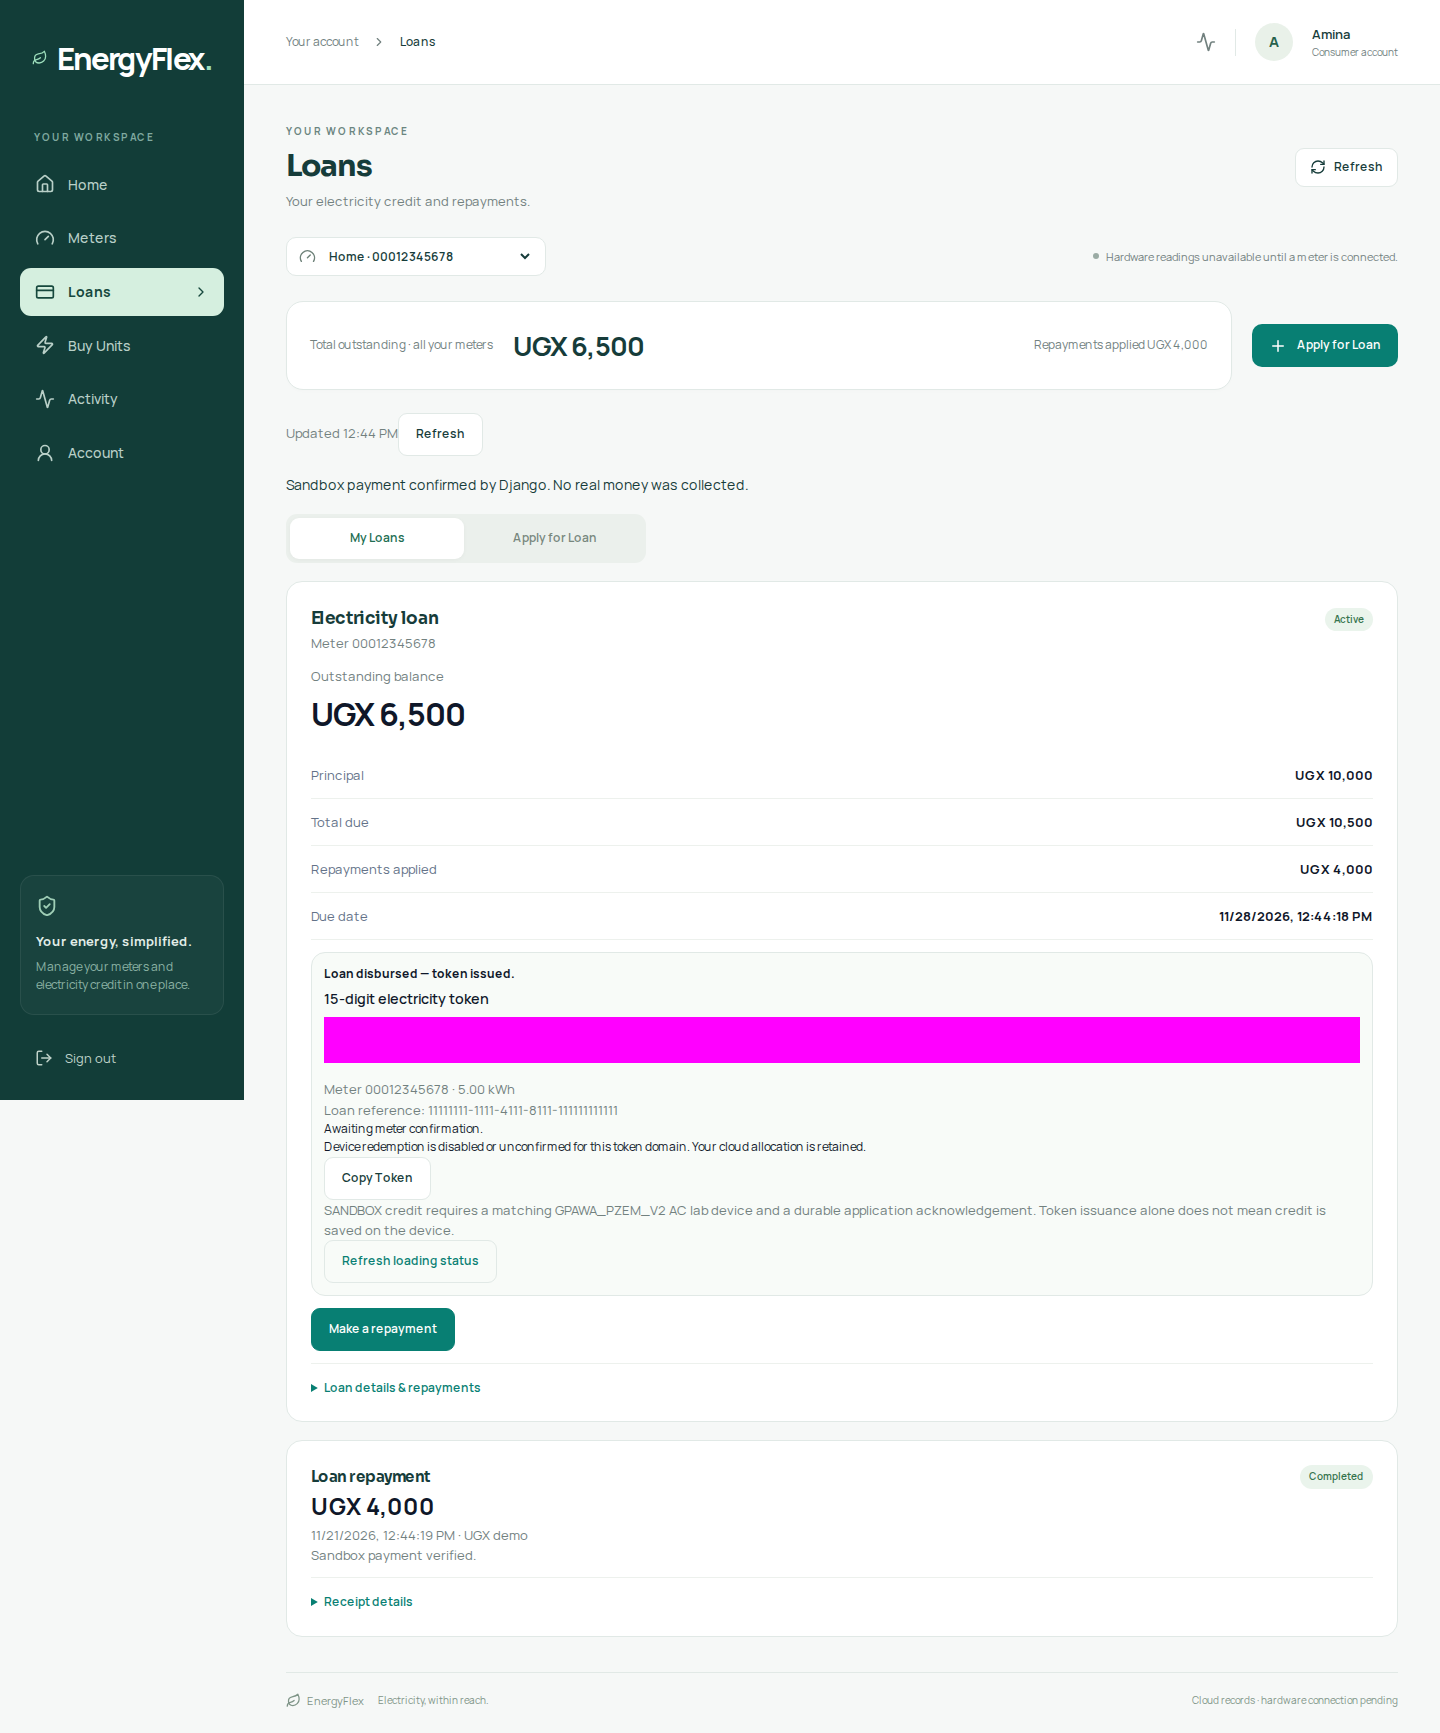 EnergyFlex.
YOUR WORKSPACE
Home
Meters
Loans
Buy Units
Activity
Account
Your energy, simplified.
Manage your meters and
electricity credit in one place.
Sign out
Your account
Loans
A
Amina
Consumer account
YOUR WORKSPACE
Loans
Your electricity credit and repayments.
Refresh
Home · 00012345678
Hardware readings unavailable until a meter is connected.
Total outstanding · all your meters
UGX 6,500
Repayments applied UGX 4,000
Apply for Loan
Updated 12:44 PM
Refresh
Sandbox payment confirmed by Django. No real money was collected.
My Loans
Apply for Loan
Electricity loan
Active
Meter 00012345678
Outstanding balance
UGX 6,500
Principal
UGX 10,000
Total due
UGX 10,500
Repayments applied
UGX 4,000
Due date
11/28/2026, 12:44:18 PM
Loan disbursed — token issued.
15-digit electricity token
Meter 00012345678 · 5.00 kWh
Loan reference: 11111111-1111-4111-8111-111111111111
Awaiting meter confirmation.
Device redemption is disabled or unconfirmed for this token domain. Your cloud allocation is retained.
Copy Token
SANDBOX credit requires a matching GPAWA_PZEM_V2 AC lab device and a durable application acknowledgement. Token issuance alone does not mean credit is
saved on the device.
Refresh loading status
Make a repayment
Loan details & repayments
Loan repayment
Completed
UGX 4,000
11/21/2026, 12:44:19 PM · UGX demo
Sandbox payment verified.
Receipt details
EnergyFlex
Electricity, within reach.
Cloud records · hardware connection pending